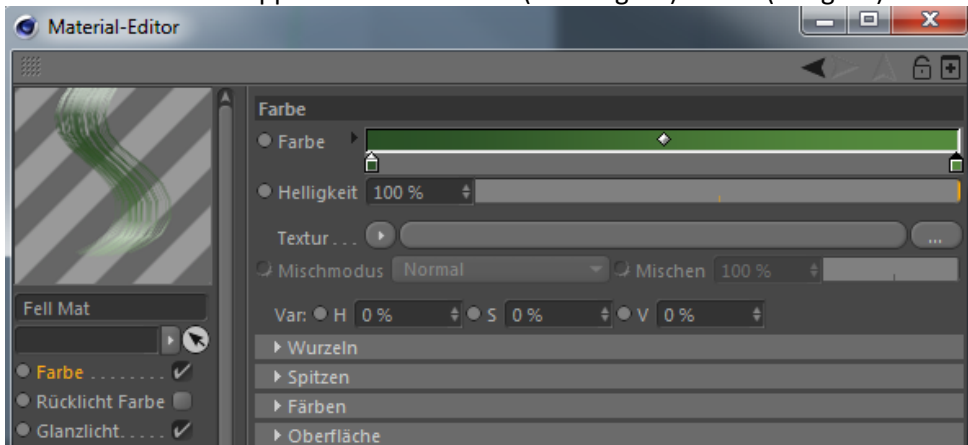 Material-Editor
Farbe
Farbe
Helligkeit 100 %
Textur . . . ...
Mischmodus Normal Mischen 100 %
Var: H 0 % S 0 % V 0 %
Wurzeln
Spitzen
Färben
Oberfläche
Fell Mat
Farbe . . . . . . . .
Rücklicht Farbe
Glanzlicht. . . . .